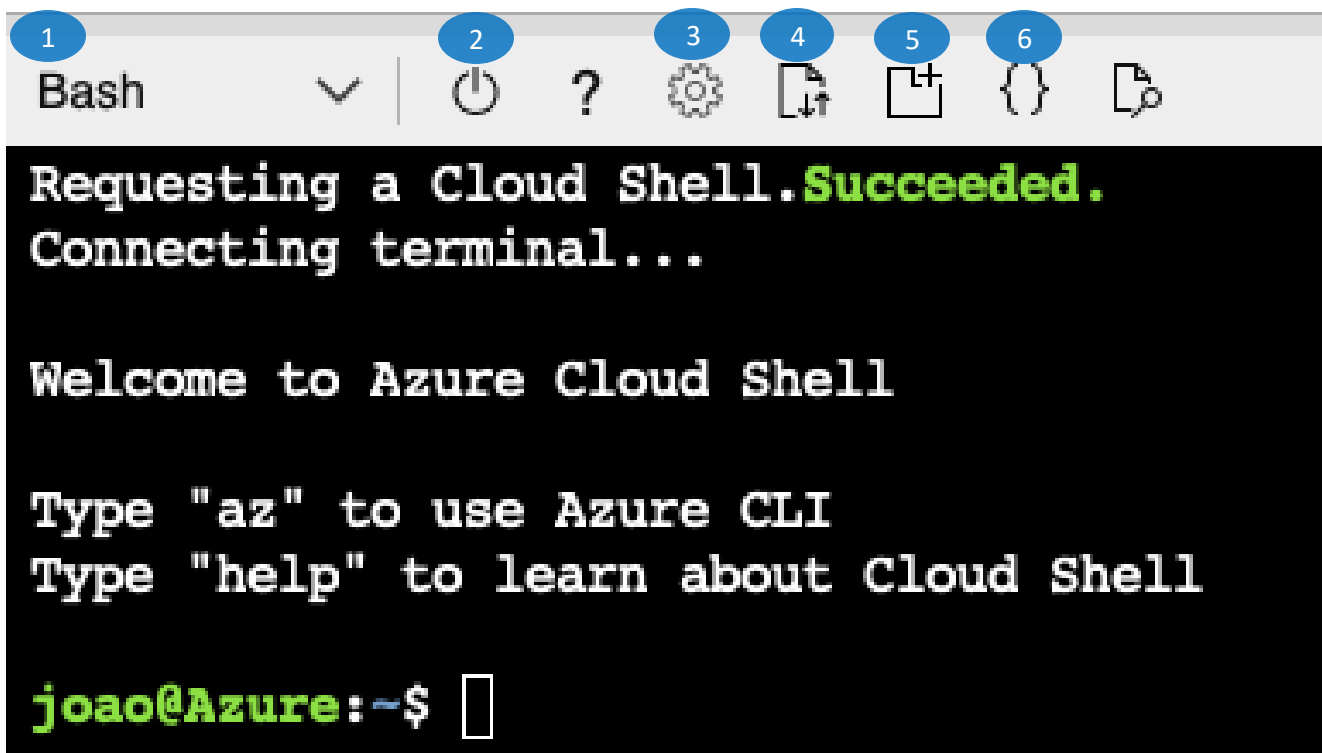 1 2 3 4 5 6
Bash ?
{}
Requesting a Cloud Shell.Succeeded.
Connecting terminal...
Welcome to Azure Cloud Shell
Type "az" to use Azure CLI
Type "help" to learn about Cloud Shell
joao@Azure:~$